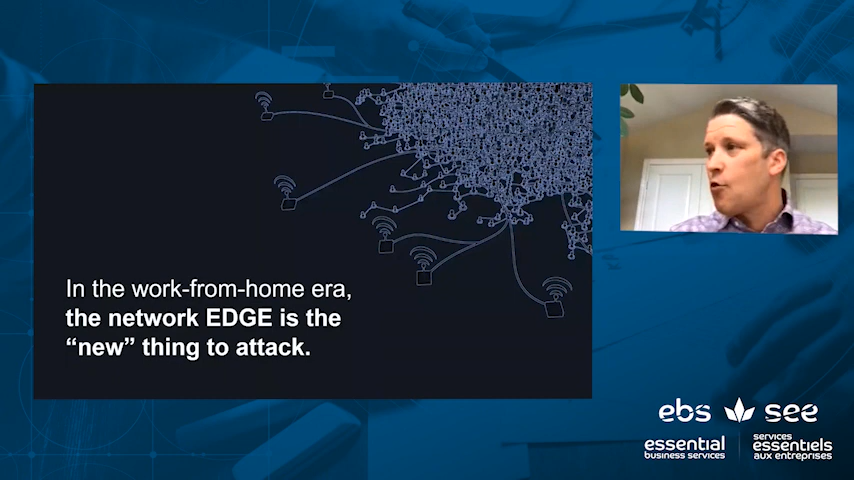 In the work-from-home era,
the network EDGE is the
“new” thing to attack.
ebs see
essential
business services
services
essentiels
aux entreprises